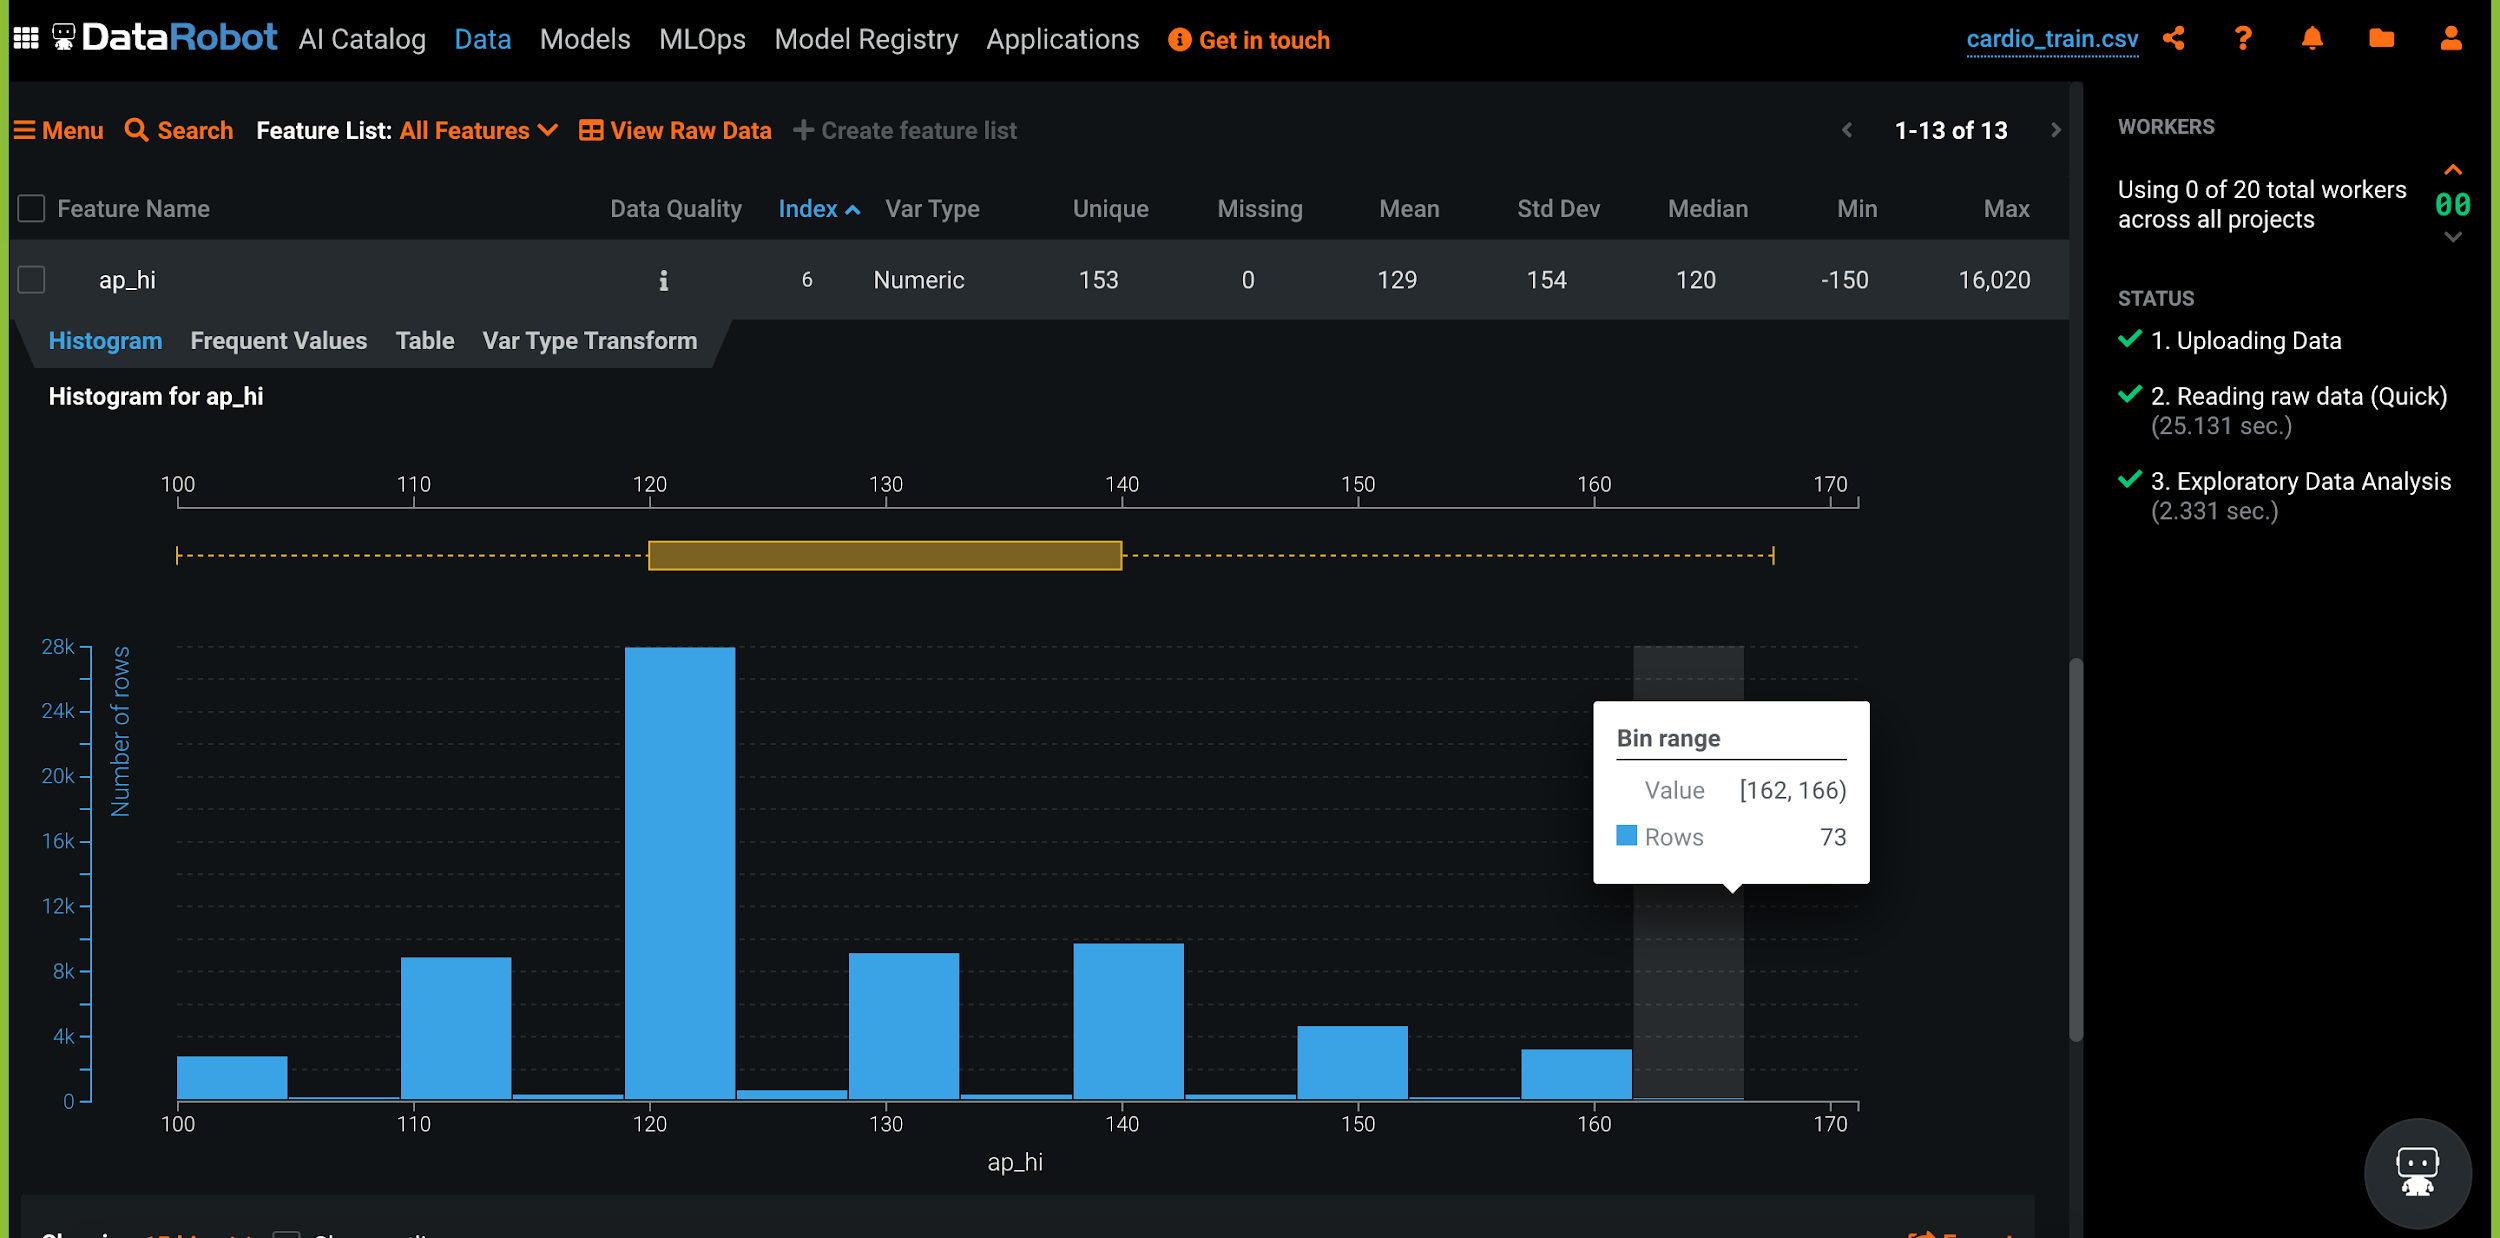 DataRobot AI Catalog Data Models MLOps Model Registry Applications Get in touch cardio_train.csv
Menu Search Feature List: All Features View Raw Data Create feature list 1-13 of 13
Feature Name Data Quality Index Var Type Unique Missing Mean Std Dev Median Min Max
ap_hi 6 Numeric 153 0 129 154 120 -150 16,020
Histogram Frequent Values Table Var Type Transform
Histogram for ap_hi
100 110 120 130 140 150 160 170
28k
24k
20k
16k
12k
8k
4k
0
Number of rows
Bin range
Value [162, 166)
Rows 73
100 110 120 130 140 150 160 170
ap_hi
WORKERS
Using 0 of 20 total workers
across all projects
00
STATUS
1. Uploading Data
2. Reading raw data (Quick)
(25.131 sec.)
3. Exploratory Data Analysis
(2.331 sec.)